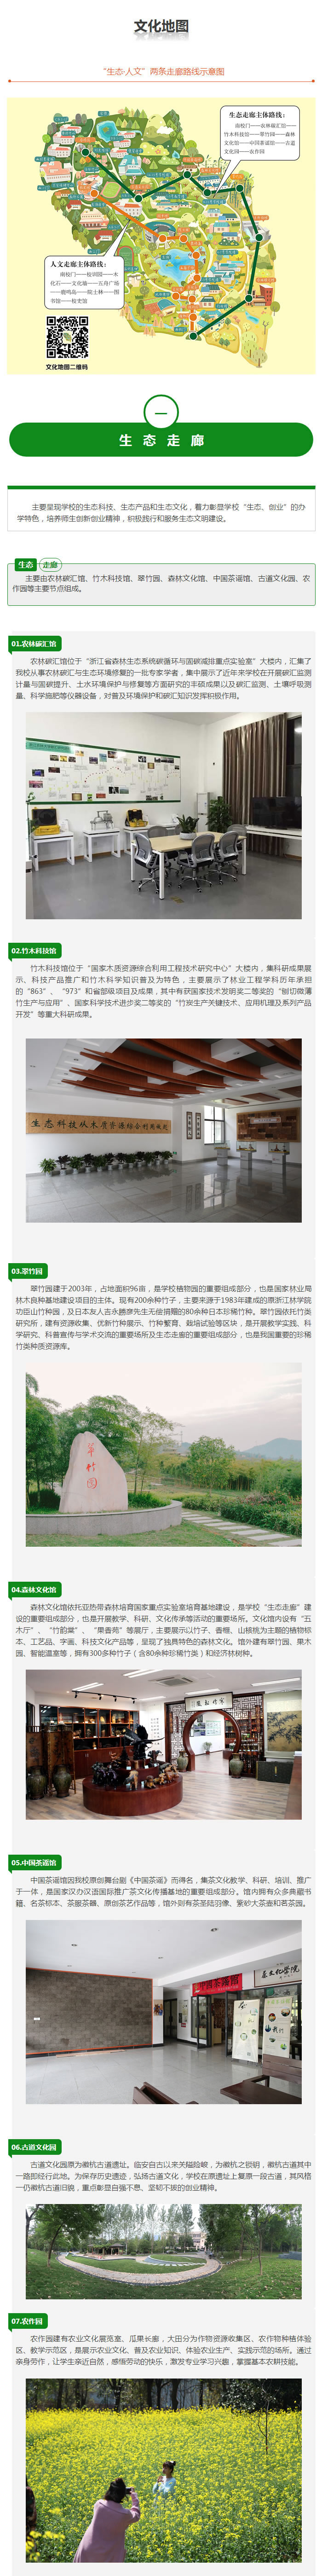 文化地图
“生态·人文”两条走廊路线示意图
生态走廊主体路线：
南校门——农林碳汇馆——
竹木科技馆——翠竹园——森林
文化馆——中国茶谣馆——古道
文化园——农作园
人文走廊主体路线：
南校门——校训园——木
化石——文化轴——五舟广场
——鹿鸣岛——院士林——图
书馆——校史馆
文化地图二维码
一
生态走廊
主要呈现学校的生态科技、生态产品和生态文化，着力彰显学校“生态、创业”的办
学特色，培养师生创新创业精神，积极践行和服务生态文明建设。
生态 走廊
主要由农林碳汇馆、竹木科技馆、翠竹园、森林文化馆、中国茶谣馆、古道文化园、农
作园等主要节点组成。
01.农林碳汇馆
农林碳汇馆位于“浙江省森林生态系统碳循环与固碳减排重点实验室”大楼内，汇集了
我校从事农林碳汇与生态环境修复的一批专家学者，集中展示了近年来学校在开展碳汇监测
计量与固碳提升、土水环境保护与修复等方面研究的丰硕成果以及碳汇监测、土壤呼吸测
量、科学施肥等仪器设备，对普及环境保护和碳汇知识发挥积极作用。
02.竹木科技馆
竹木科技馆位于“国家木质资源综合利用工程技术研究中心”大楼内，集科研成果展
示、科技产品推广和竹木科学知识普及为特色，主要展示了林业工程学科历年承担
的“863”、“973”和省部级项目及成果，其中有获国家技术发明奖二等奖的“刨切微薄
竹生产与应用”、国家科学技术进步奖二等奖的“竹炭生产关键技术、应用机理及系列产品
开发”等重大科研成果。
生态科技从木质资源综合利用做起
03.翠竹园
翠竹园建于2003年，占地面积96亩，是学校植物园的重要组成部分，也是国家林业局
林木良种基地建设项目的主体。现有200余种竹子，主要来源于1983年建成的原浙江林学院
功臣山竹种园，及日本友人吉永勝彦先生无偿捐赠的80余种日本珍稀竹种。翠竹园依托竹类
研究所，建有资源收集、优新竹种展示、竹种繁育、栽培试验等区块，是开展教学实践、科
学研究、科普宣传与学术交流的重要场所及生态走廊的重要组成部分，也是我国重要的珍稀
竹类种质资源库。
翠竹园
04.森林文化馆
森林文化馆依托亚热带森林培育国家重点实验室培育基地建设，是学校“生态走廊”建
设的重要组成部分，也是开展教学、科研、文化传承等活动的重要场所。文化馆内设有“五
木厅”、“竹韵粲”、“果香苑”等展厅，主要展示以竹子、香榧、山核桃为主题的植物标
本、工艺品、字画、科技文化产品等，呈现了独具特色的森林文化。馆外建有翠竹园、果木
园、智能温室等，拥有300多种竹子（含80余种珍稀竹类）和经济林树种。
05.中国茶谣馆
中国茶谣馆因我校原创舞台剧《中国茶谣》而得名，集茶文化教学、科研、培训、推广
于一体，是国家汉办汉语国际推广茶文化传播基地的重要组成部分。馆内拥有众多典藏书
籍、名茶标本、茶服茶器、原创茶艺作品等，馆外则有茶圣陆羽像、紫砂大茶壶和茗茶园。
茶文化学院
06.古道文化园
古道文化园原为徽杭古道遗址。临安自古以来关隘险峻，为徽杭之锁钥，徽杭古道其中
一路即经行此地。为保存历史遗迹，弘扬古道文化，学校在原遗址上复原一段古道，其风格
一仍徽杭古道旧貌，重点彰显自强不息、坚韧不拔的创业精神。
07.农作园
农作园建有农业文化展览室、瓜果长廊，大田分为作物资源收集区、农作物种植体验
区、教学示范区，是展示农业文化、普及农业知识、体验农业生产、实践示范的场所。通过
亲身劳作，让学生亲近自然，感悟劳动的快乐，激发专业学习兴趣，掌握基本农耕技能。